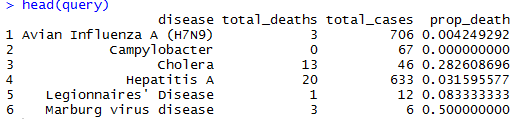 > head(query)
disease total_deaths total_cases prop_death
1 Avian Influenza A (H7N9) 3 706 0.004249292
2 Campylobacter 0 67 0.000000000
3 Cholera 13 46 0.282608696
4 Hepatitis A 20 633 0.031595577
5 Legionnaires' Disease 1 12 0.083333333
6 Marburg virus disease 3 6 0.500000000